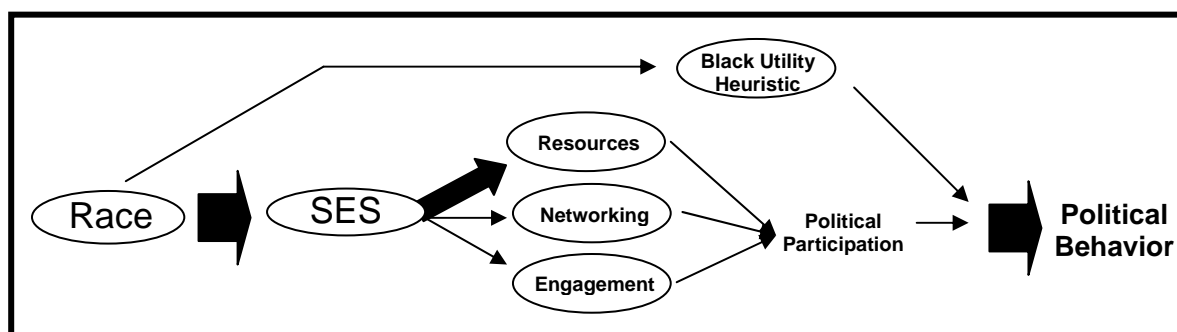 Black Utility
Heuristic
Resources
Race
SES
Networking
Political
Participation
Political
Behavior
Engagement